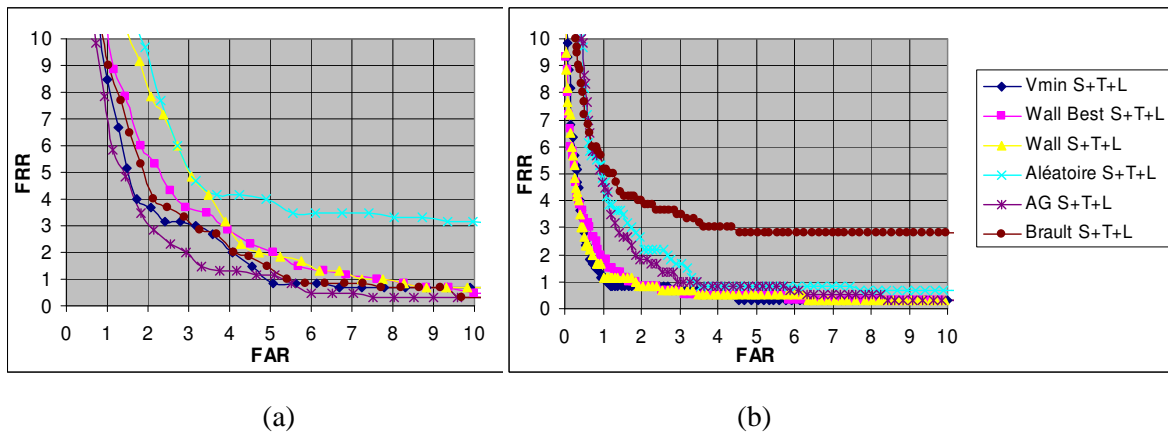 10
9
8
7
6
5
4
3
2
1
0
FRR
0 1 2 3 4 5 6 7 8 9 10
FAR
(a)
10
9
8
7
6
5
4
3
2
1
0
FRR
0 1 2 3 4 5 6 7 8 9 10
FAR
(b)
Vmin S+T+L
Wall Best S+T+L
Wall S+T+L
Aléatoire S+T+L
AG S+T+L
Brault S+T+L